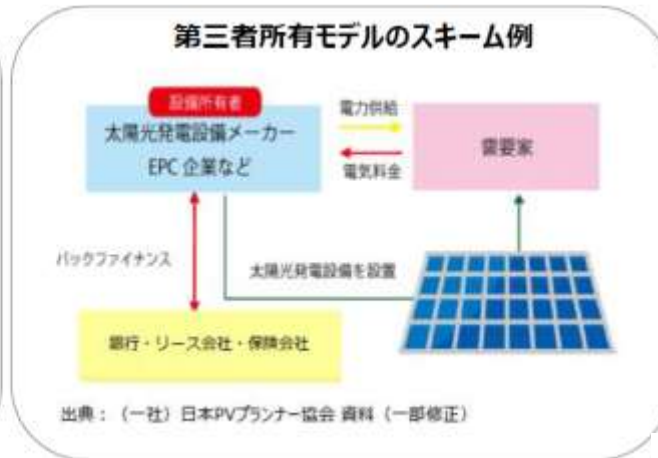 第三者所有モデルのスキーム例
設備所有者
太陽光発電設備メーカー
EPC 企業など
電力供給
電気料金
需要家
バックファイナンス
太陽光発電設備を設置
銀行・リース会社・保険会社
出典：（一社）日本PVプランナー協会 資料（一部修正）